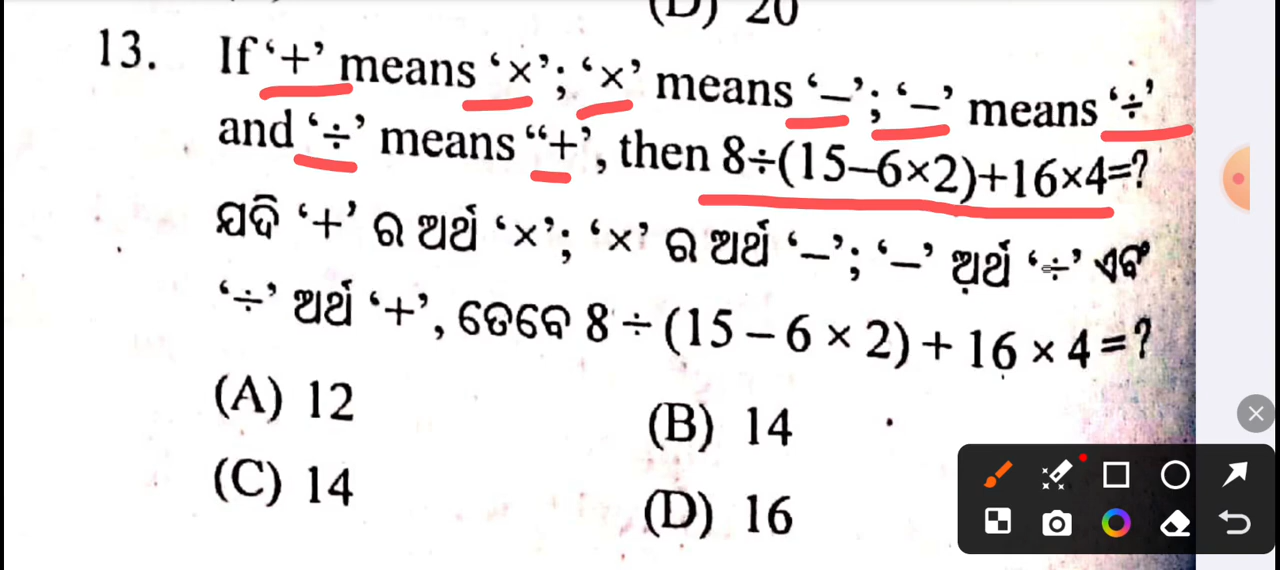 (D) 20
13. If ‘+’ means ‘×’; ‘×’ means ‘–’; ‘–’ means ‘÷’
and ‘÷’ means “+’, then 8÷(15–6×2)+16×4=?
ଯଦି ‘+’ ର ଅର୍ଥ ‘×’; ‘×’ ର ଅର୍ଥ ‘–’; ‘–’ ଅର୍ଥ ‘÷’ ଏବଂ
‘÷’ ଅର୍ଥ ‘+’, ତେବେ 8 ÷ (15 – 6 × 2) + 16 × 4 = ?
(A) 12
(B) 14
(C) 14
(D) 16